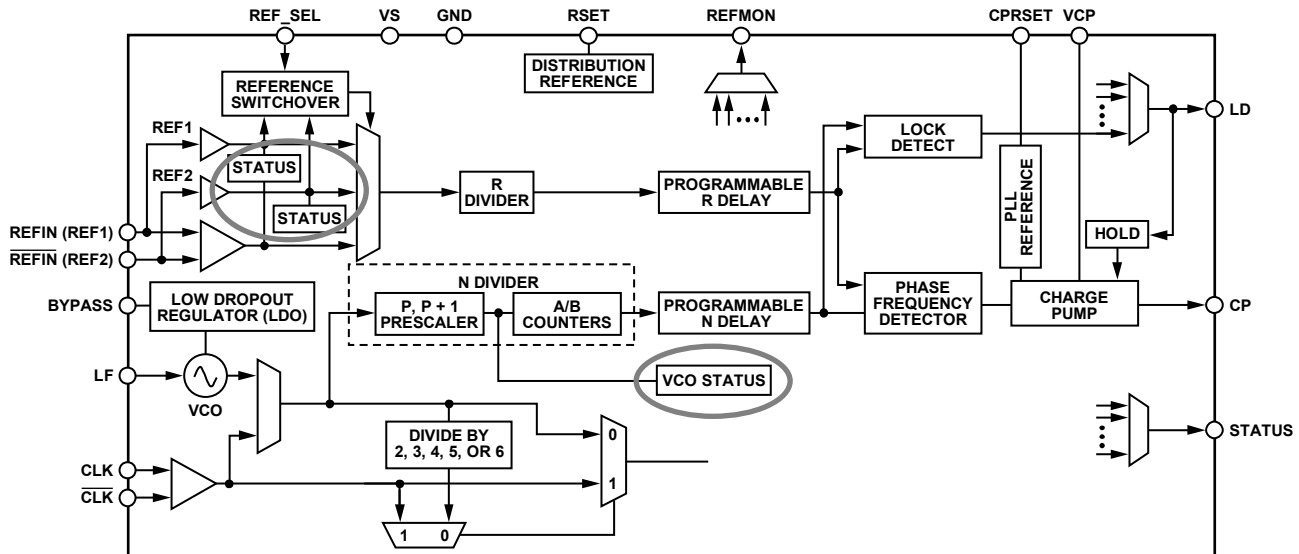 REF_SEL
VS
GND
RSET
REFMON
CPRSET
VCP
DISTRIBUTION
REFERENCE
REFERENCE
SWITCHOVER
REF1
STATUS
REF2
STATUS
REFIN (REF1)
REFIN (REF2)
R
DIVIDER
PROGRAMMABLE
R DELAY
LOCK
DETECT
LD
PLL
REFERENCE
HOLD
BYPASS
LOW DROPOUT
REGULATOR (LDO)
N DIVIDER
P, P + 1
PRESCALER
A/B
COUNTERS
PROGRAMMABLE
N DELAY
PHASE
FREQUENCY
DETECTOR
CHARGE
PUMP
CP
LF
VCO
VCO STATUS
DIVIDE BY
2, 3, 4, 5, OR 6
0
1
STATUS
CLK
CLK
1 0